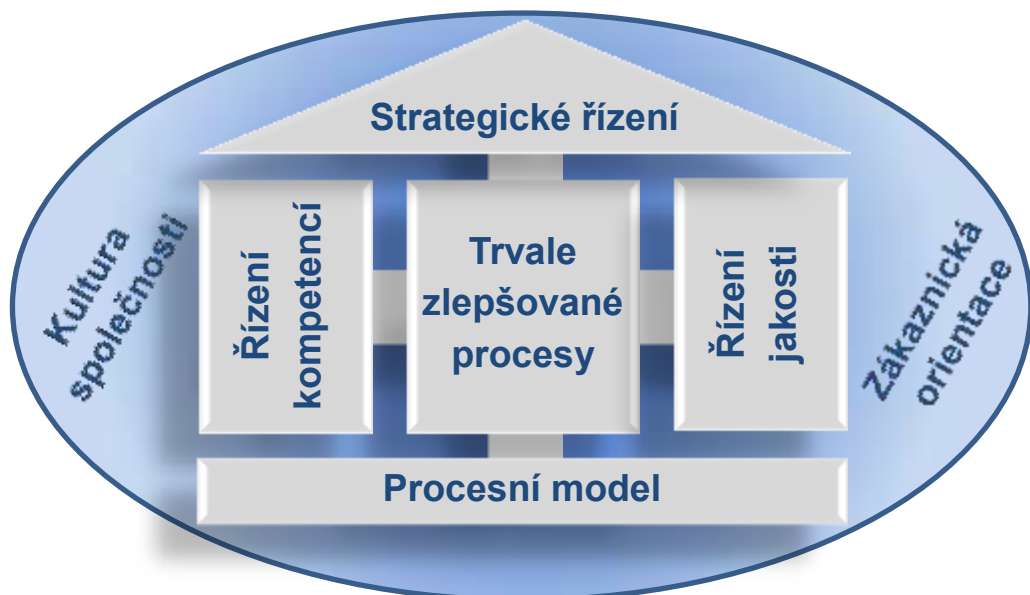 Strategické řízení
Kultura
společnosti
Řízení
kompetencí
Trvale
zlepšované
procesy
Řízení
jakosti
Zákaznická
orientace
Procesní model